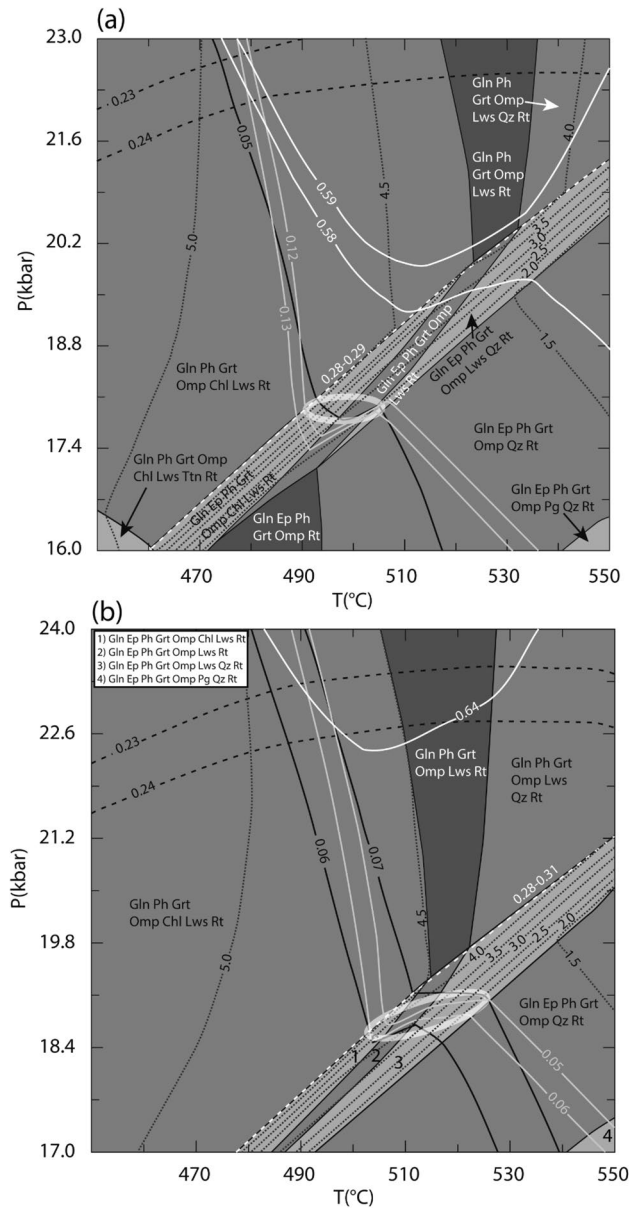 (a)
23.0
21.6
20.2
18.8
17.4
16.0
P(kbar)
0.23
0.24
0.05
5.0
4.5
0.12
0.13
0.59
0.58
4.0
Gln Ph
Grt Omp
Lws Qz Rt
Gln Ph
Grt Omp
Lws Rt
3.5
3.0
2.5
2.0
0.28-0.29
Gln Ep Ph Grt Omp
Lws Rt
Gln Ep Ph Grt
Omp Lws Qz Rt
1.5
Gln Ph Grt
Omp Chl Lws Rt
Gln Ep Ph Grt
Omp Qz Rt
Gln Ph Grt Omp
Chl Lws Ttn Rt
Gln Ep Ph Grt
Omp Chl Lws Rt
Gln Ep Ph
Grt Omp Rt
Gln Ep Ph Grt
Omp Pg Qz Rt
470
490
510
530
550
T(°C)
(b)
24.0
22.6
21.2
19.8
18.4
17.0
P(kbar)
1) Gln Ep Ph Grt Omp Chl Lws Rt
2) Gln Ep Ph Grt Omp Lws Rt
3) Gln Ep Ph Grt Omp Lws Qz Rt
4) Gln Ep Ph Grt Omp Pg Qz Rt
0.23
0.24
0.64
Gln Ph Grt
Omp Lws Rt
Gln Ph Grt
Omp Lws
Qz Rt
0.06
0.07
4.5
5.0
Gln Ph Grt
Omp Chl Lws Rt
0.28-0.31
4.0
3.5
3.0
2.5
2.0
1.5
Gln Ep Ph Grt
Omp Qz Rt
1
2
3
0.05
0.06
4
470
490
510
530
550
T(°C)